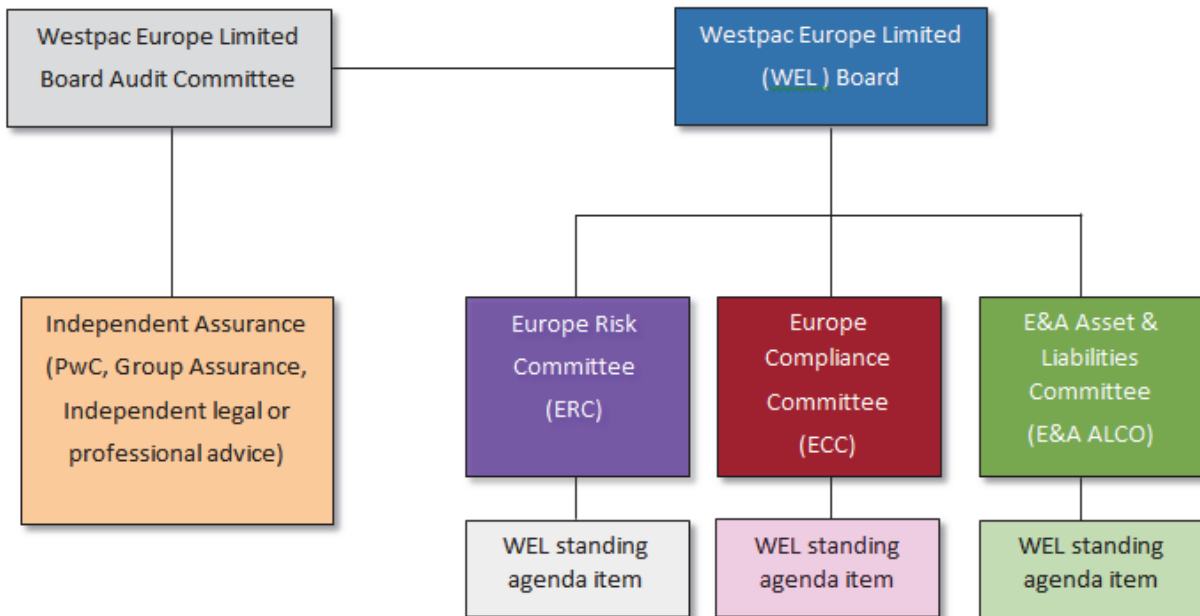 Westpac Europe Limited
Board Audit Committee
Westpac Europe Limited
(WEL ) Board
Independent Assurance
(PwC, Group Assurance,
Independent legal or
professional advice)
Europe Risk
Committee
(ERC)
Europe
Compliance
Committee
(ECC)
E&A Asset &
Liabilities
Committee
(E&A ALCO)
WEL standing
agenda item
WEL standing
agenda item
WEL standing
agenda item